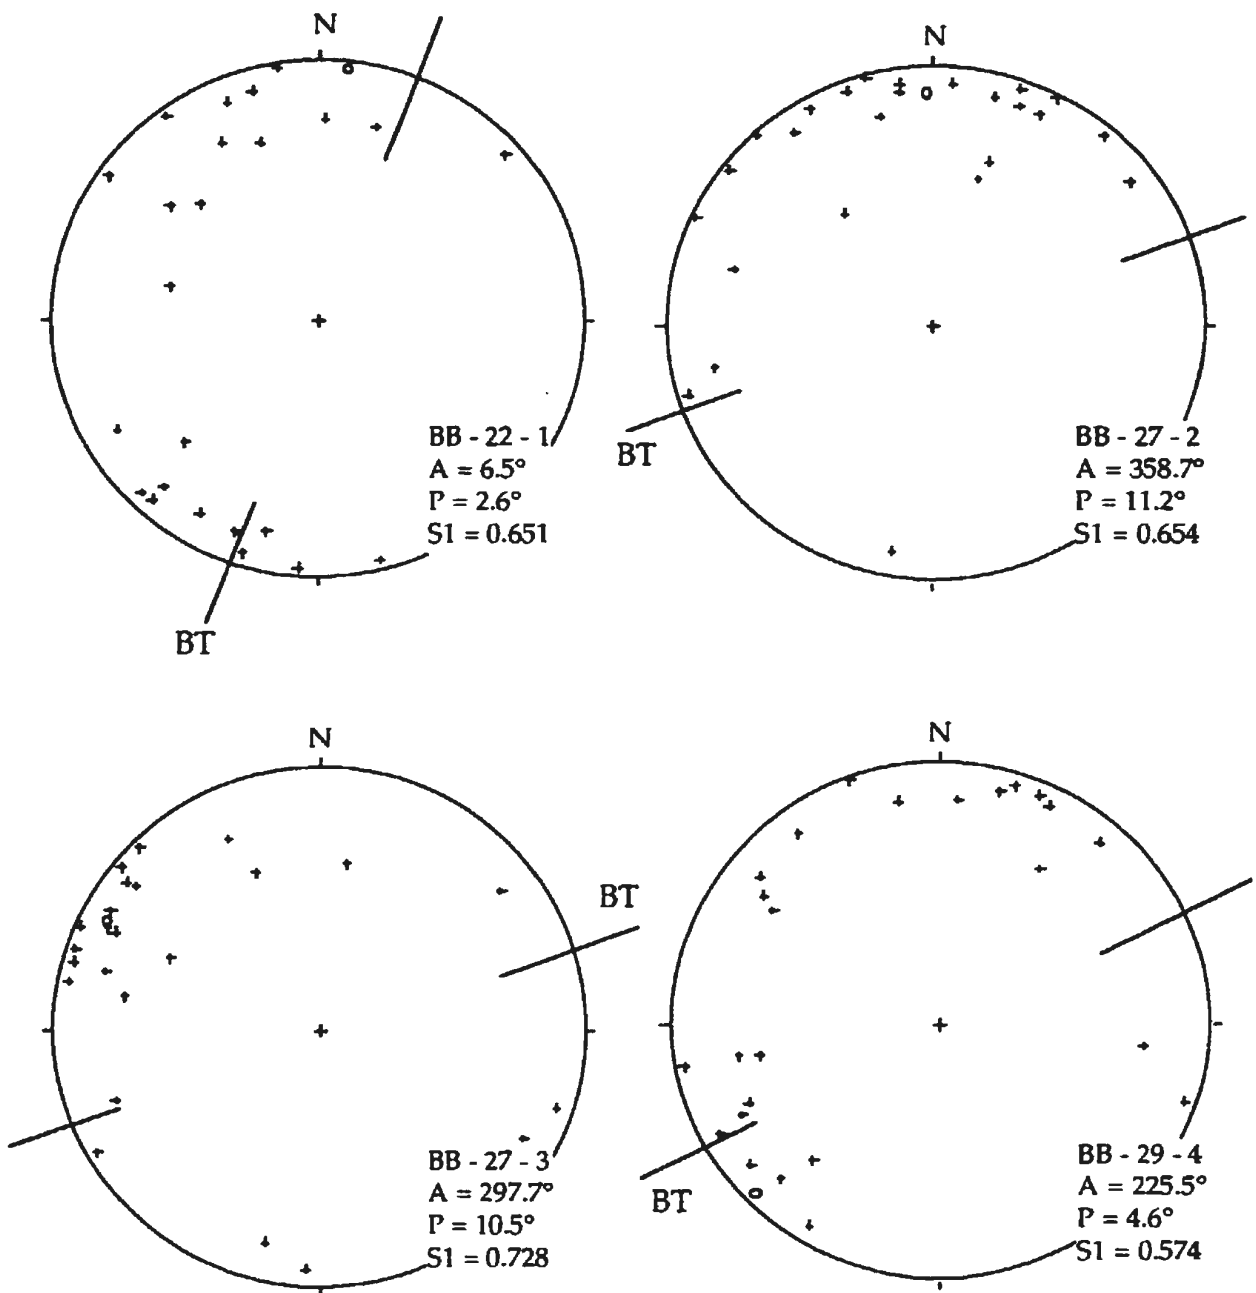 N
BB - 22 - 1
A = 6.5°
P = 2.6°
S1 = 0.651
BT
N
BT
BB - 27 - 2
A = 358.7°
P = 11.2°
S1 = 0.654
N
BT
BB - 27 - 3
A = 297.7°
P = 10.5°
S1 = 0.728
N
BT
BB - 29 - 4
A = 225.5°
P = 4.6°
S1 = 0.574